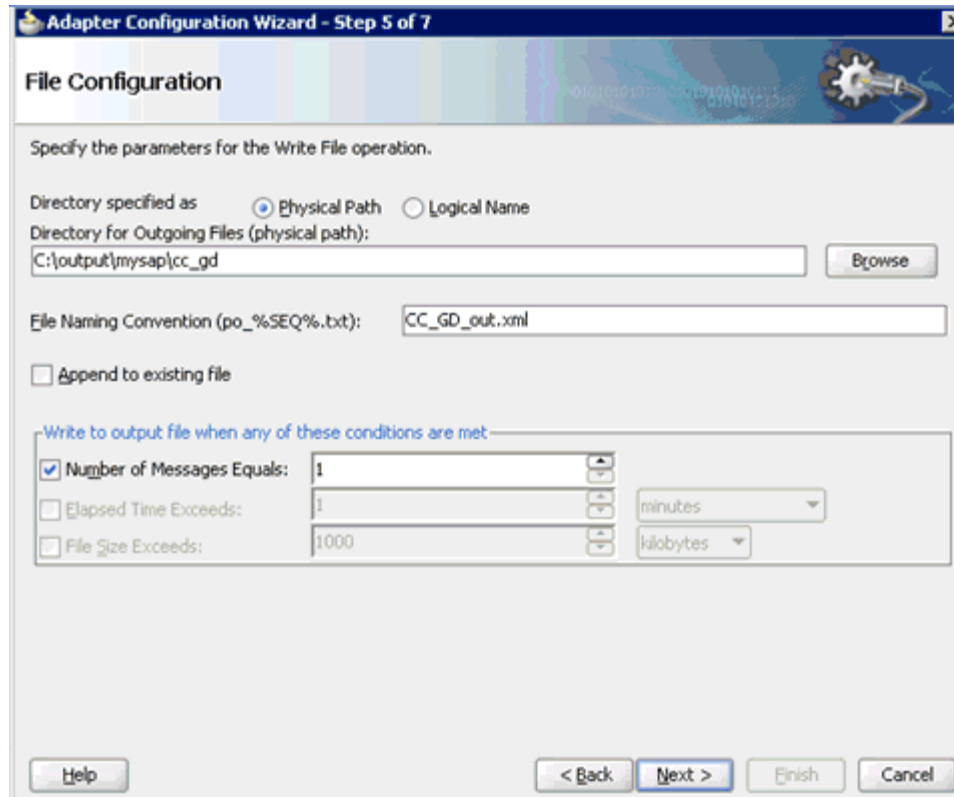 Adapter Configuration Wizard - Step 5 of 7
File Configuration
Specify the parameters for the Write File operation.
Directory specified as Physical Path Logical Name
Directory for Outgoing Files (physical path):
C:\output\mysap\cc_gd Browse
File Naming Convention (po_%SEQ%.txt): CC_GD_out.xml
Append to existing file
Write to output file when any of these conditions are met
Number of Messages Equals: 1
Elapsed Time Exceeds: 1 minutes
File Size Exceeds: 1000 kilobytes
Help < Back Next > Finish Cancel